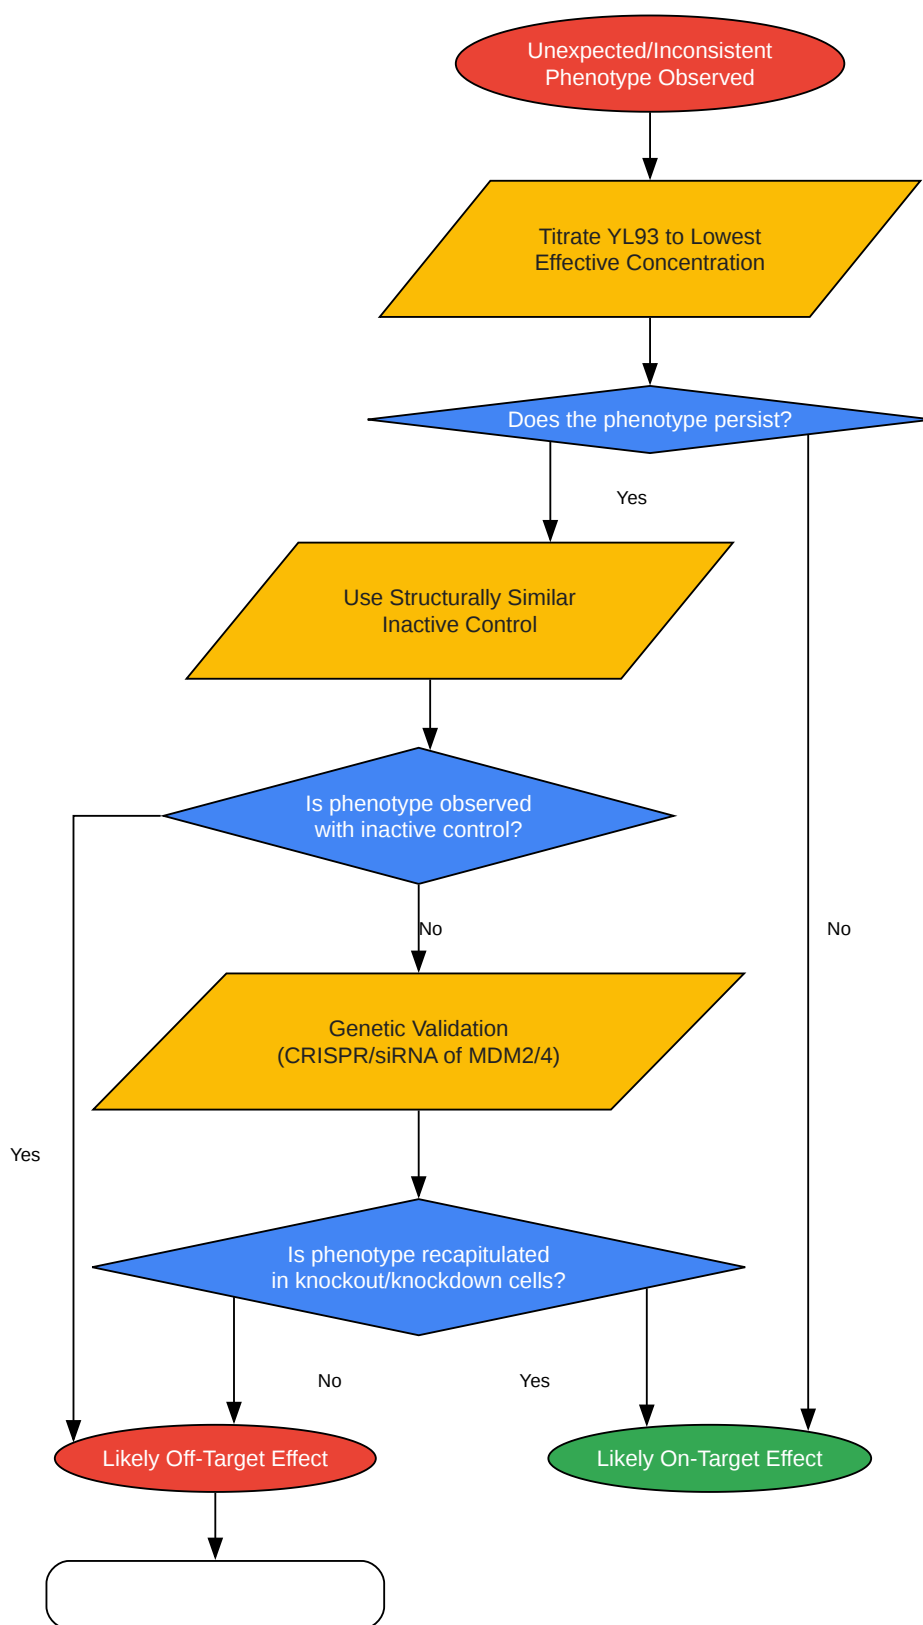 Unexpected/Inconsistent
Phenotype Observed
Titrate YL93 to Lowest
Effective Concentration
Does the phenotype persist?
Yes
Use Structurally Similar
Inactive Control
Is phenotype observed
with inactive control?
No
No
Genetic Validation
(CRISPR/siRNA of MDM2/4)
Yes
Is phenotype recapitulated
in knockout/knockdown cells?
No
Yes
Likely Off-Target Effect
Likely On-Target Effect